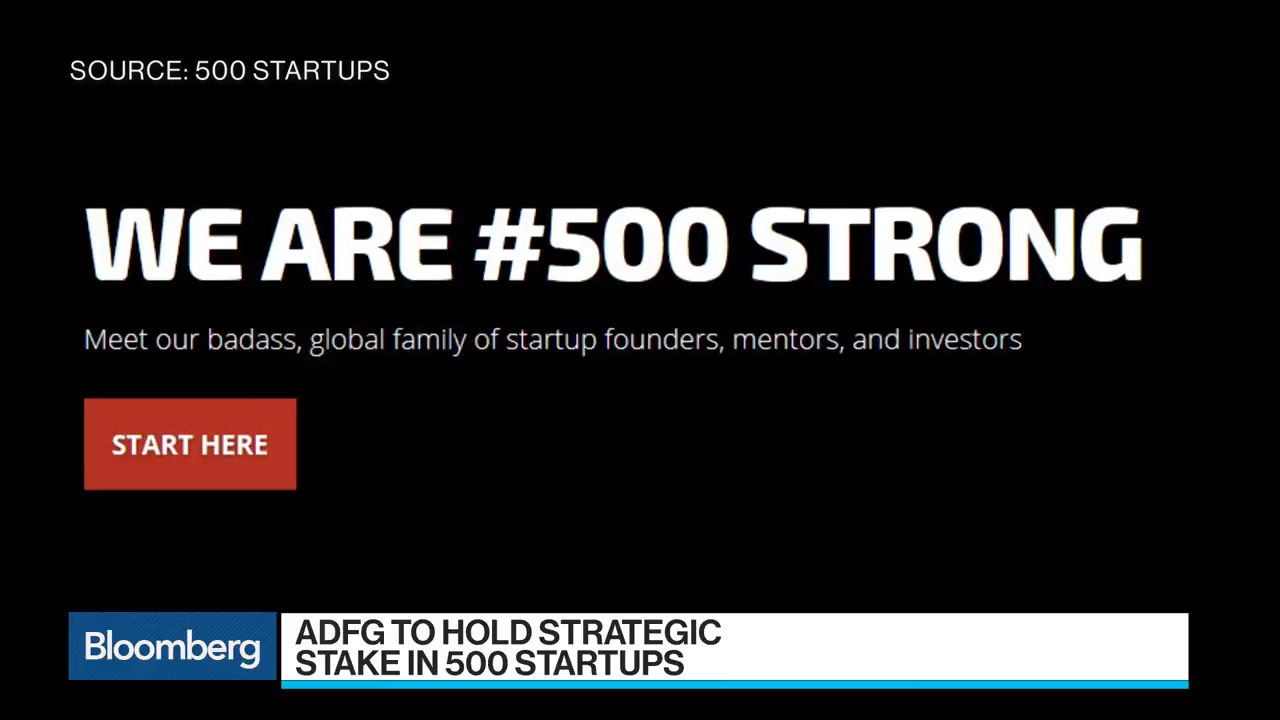 SOURCE: 500 STARTUPS
WE ARE #500 STRONG
Meet our badass, global family of startup founders, mentors, and investors
START HERE
Bloomberg
ADFG TO HOLD STRATEGIC
STAKE IN 500 STARTUPS